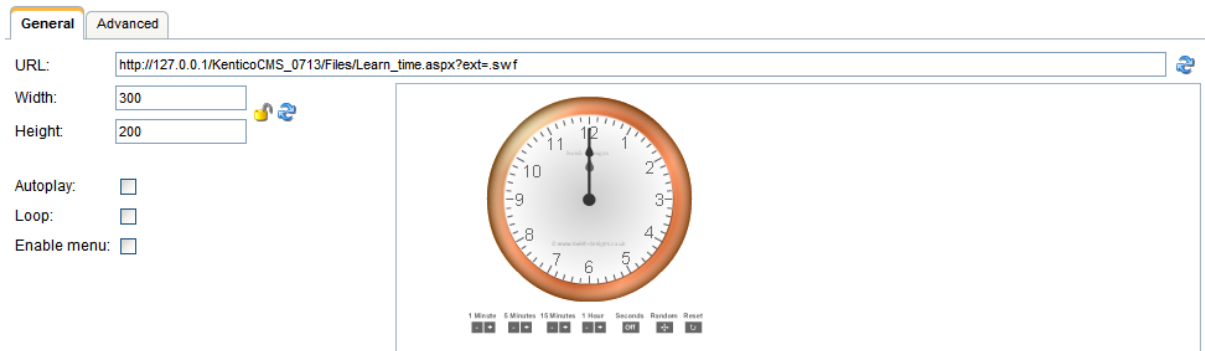 General Advanced
URL: http://127.0.0.1/KenticoCMS_0713/Files/Learn_time.aspx?ext=.swf
Width: 300
Height: 200
Autoplay:
Loop:
Enable menu:
12
11 1
10 2
9 3
8 4
7 5
6
1 Minute 5 Minutes 15 Minutes 1 Hour Seconds Random Reset
- + - + - + - + Off